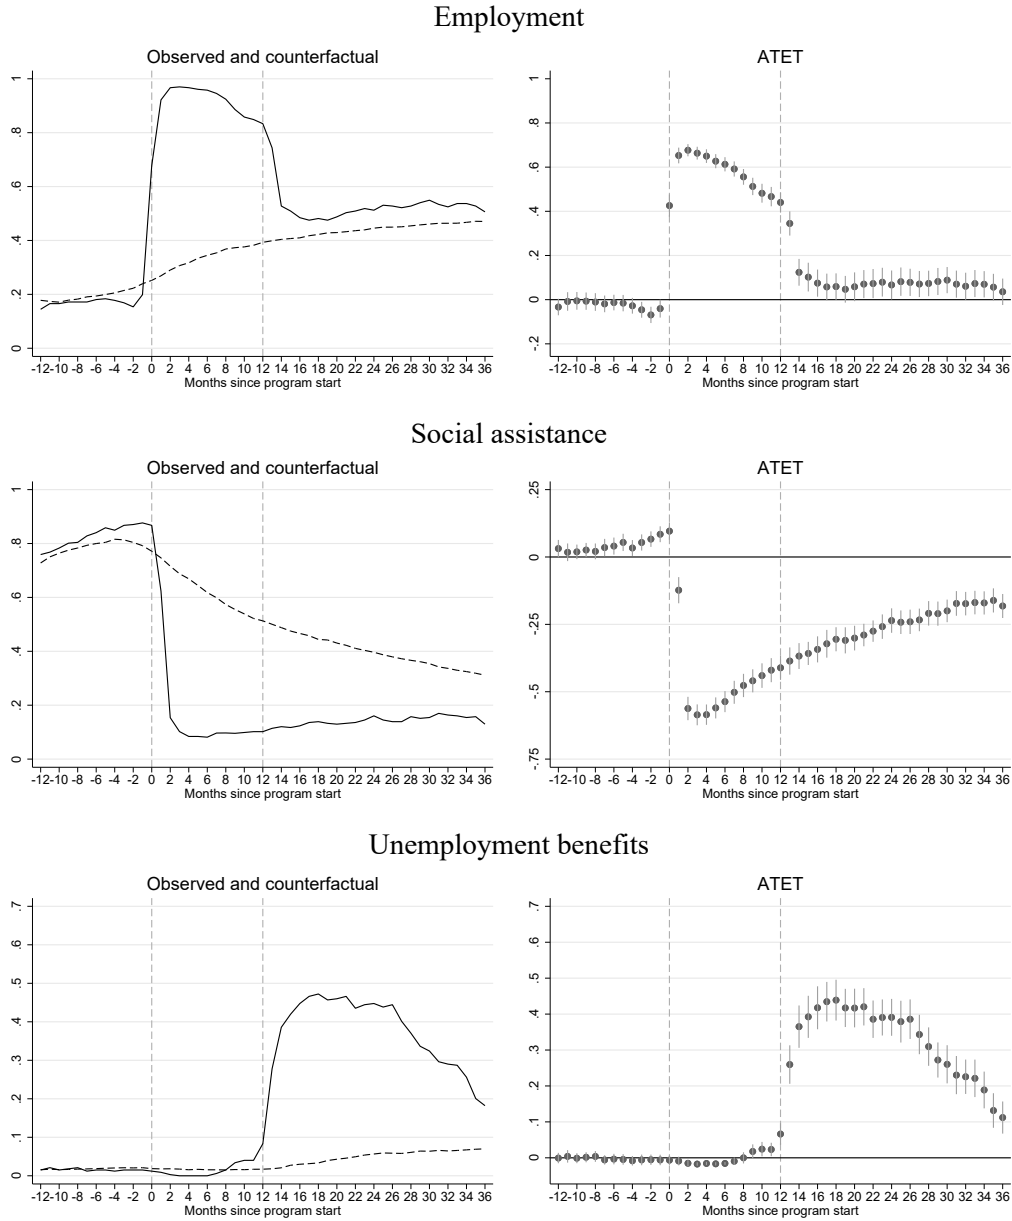 Employment
Observed and counterfactual
1
.8
.6
.4
.2
0
-12 -10 -8 -6 -4 -2 0 2 4 6 8 10 12 14 16 18 20 22 24 26 28 30 32 34 36
Months since program start
ATET
1
.8
.6
.4
.2
0
-.2
-12 -10 -8 -6 -4 -2 0 2 4 6 8 10 12 14 16 18 20 22 24 26 28 30 32 34 36
Months since program start
Social assistance
Observed and counterfactual
1
.8
.6
.4
.2
0
-12 -10 -8 -6 -4 -2 0 2 4 6 8 10 12 14 16 18 20 22 24 26 28 30 32 34 36
Months since program start
ATET
.25
0
-.25
-.5
-.75
-12 -10 -8 -6 -4 -2 0 2 4 6 8 10 12 14 16 18 20 22 24 26 28 30 32 34 36
Months since program start
Unemployment benefits
Observed and counterfactual
.7
.6
.5
.4
.3
.2
.1
0
-12 -10 -8 -6 -4 -2 0 2 4 6 8 10 12 14 16 18 20 22 24 26 28 30 32 34 36
Months since program start
ATET
.7
.6
.5
.4
.3
.2
.1
0
-12 -10 -8 -6 -4 -2 0 2 4 6 8 10 12 14 16 18 20 22 24 26 28 30 32 34 36
Months since program start